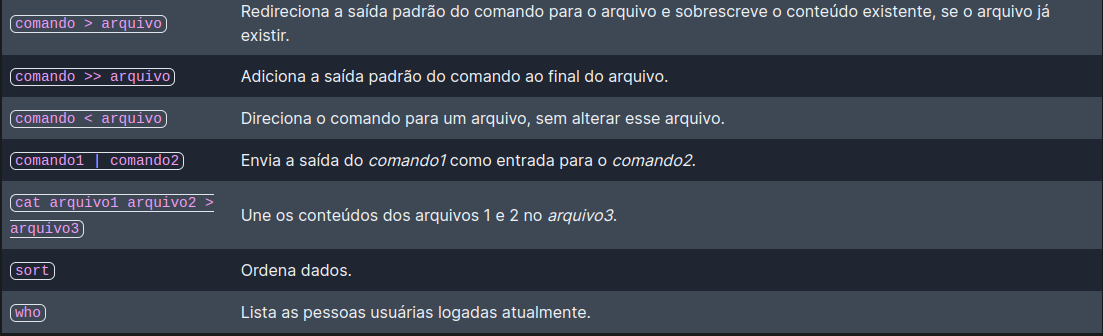 comando > arquivo
Redireciona a saída padrão do comando para o arquivo e sobrescreve o conteúdo existente, se o arquivo já
existir.
comando >> arquivo
Adiciona a saída padrão do comando ao final do arquivo.
comando < arquivo
Direciona o comando para um arquivo, sem alterar esse arquivo.
comando1 | comando2
Envia a saída do comando1 como entrada para o comando2.
cat arquivo1 arquivo2 >
arquivo3
Une os conteúdos dos arquivos 1 e 2 no arquivo3.
sort
Ordena dados.
who
Lista as pessoas usuárias logadas atualmente.